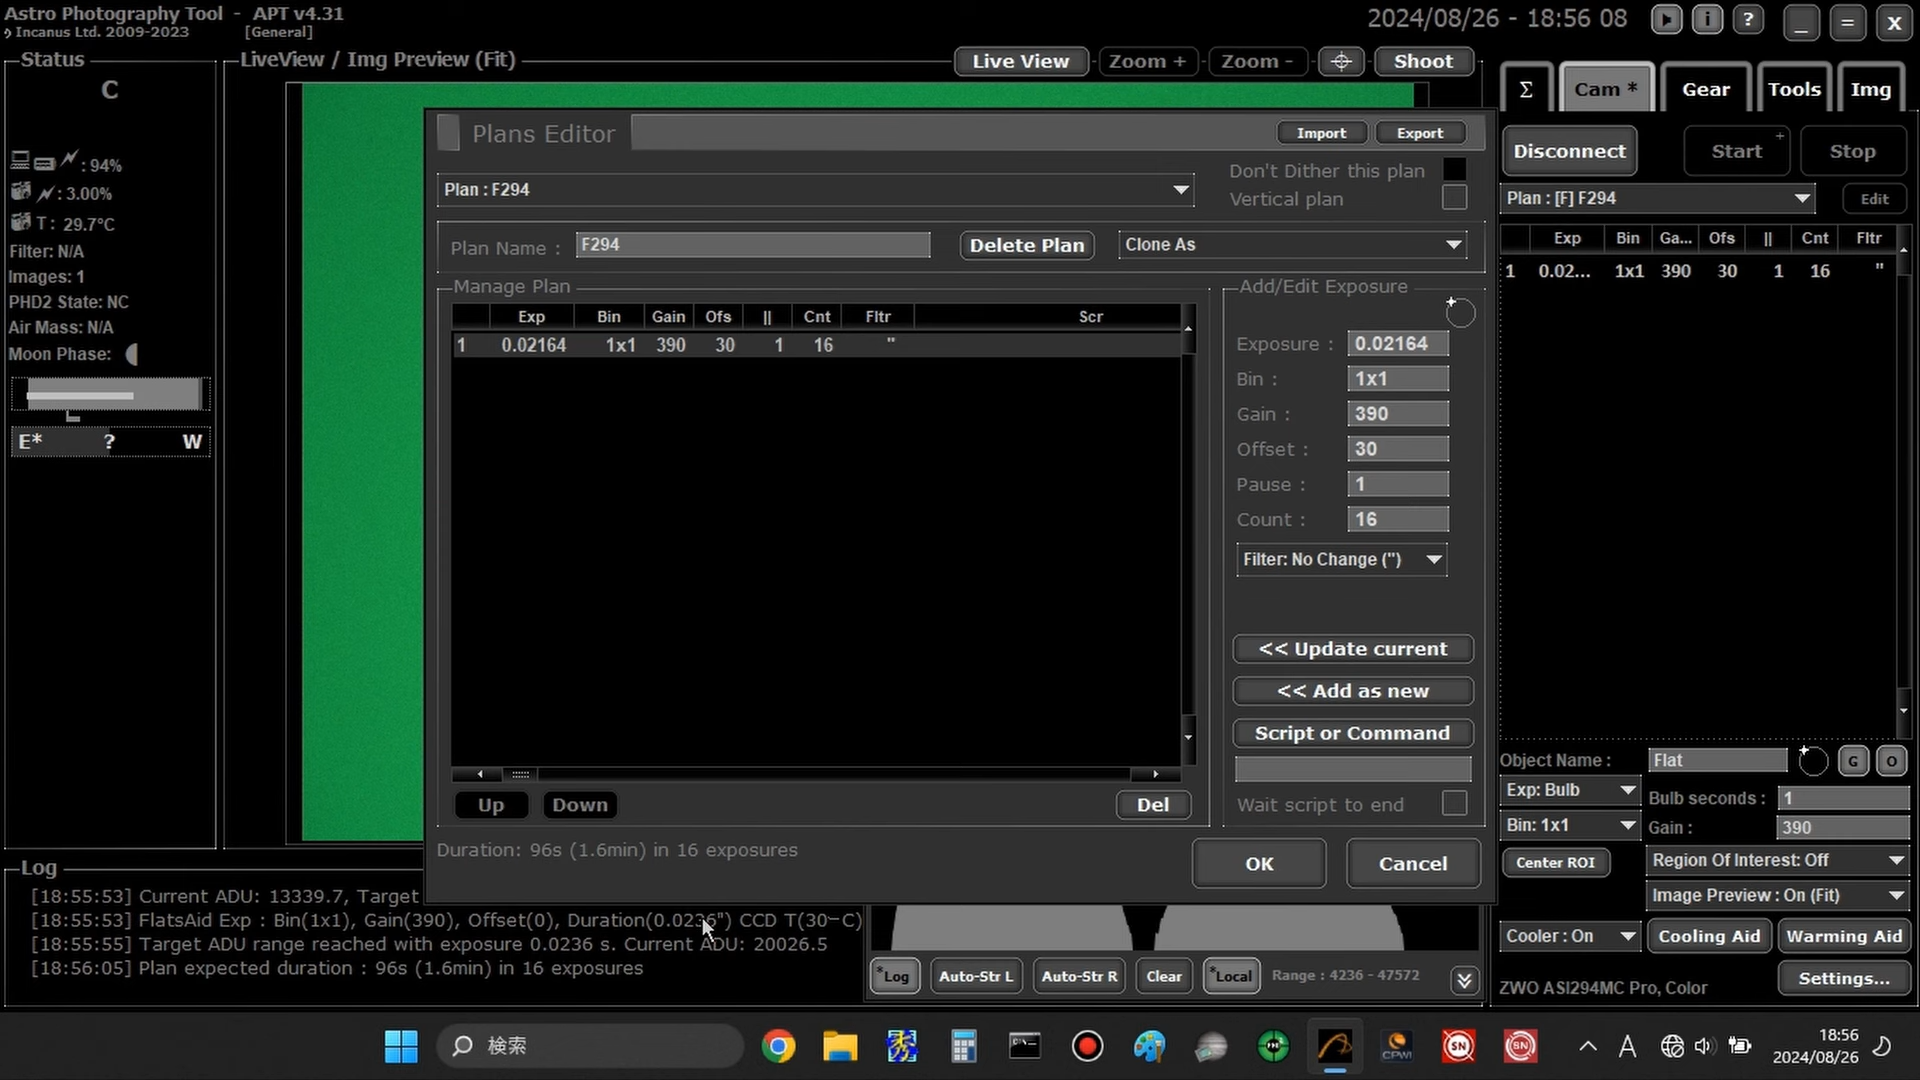 Astro Photography Tool - APT v4.31
Incanus Ltd. 2009-2023 [General]
2024/08/26 - 18:56 08
i ? _ = X
Status
C
: 94%
: 3.00%
T : 29.7°C
Filter: N/A
Images: 1
PHD2 State: NC
Air Mass: N/A
Moon Phase:
E* ? W
LiveView / Img Preview (Fit)
Live View Zoom + Zoom - Shoot
Plans Editor
Import Export
Plan : F294
Don't Dither this plan
Vertical plan
Plan Name : F294 Delete Plan Clone As
Manage Plan
Exp Bin Gain Ofs || Cnt Fltr Scr
1 0.02164 1x1 390 30 1 16 "
Up Down Del
Add/Edit Exposure
Exposure : 0.02164
Bin : 1x1
Gain : 390
Offset : 30
Pause : 1
Count : 16
Filter: No Change (")
<< Update current
<< Add as new
Script or Command
Wait script to end
Duration: 96s (1.6min) in 16 exposures
OK Cancel
Σ Cam * Gear Tools Img
Disconnect Start + Stop
Plan : [F] F294 Edit
Exp Bin Ga... Ofs || Cnt Fltr
1 0.02... 1x1 390 30 1 16 "
Object Name : Flat G O
Exp: Bulb Bulb seconds : 1
Bin: 1x1 Gain : 390
Center ROI Region Of Interest: Off
Image Preview : On (Fit)
Cooler : On Cooling Aid Warming Aid
ZWO ASI294MC Pro, Color Settings...
Log
[18:55:53] Current ADU: 13339.7, Target
[18:55:53] FlatsAid Exp : Bin(1x1), Gain(390), Offset(0), Duration(0.0236") CCD T(30~C)
[18:55:55] Target ADU range reached with exposure 0.0236 s. Current ADU: 20026.5
[18:56:05] Plan expected duration : 96s (1.6min) in 16 exposures
*Log Auto-Str L Auto-Str R Clear *Local Range : 4236 - 47572
検索
CPWI SN SN
A
18:56
2024/08/26